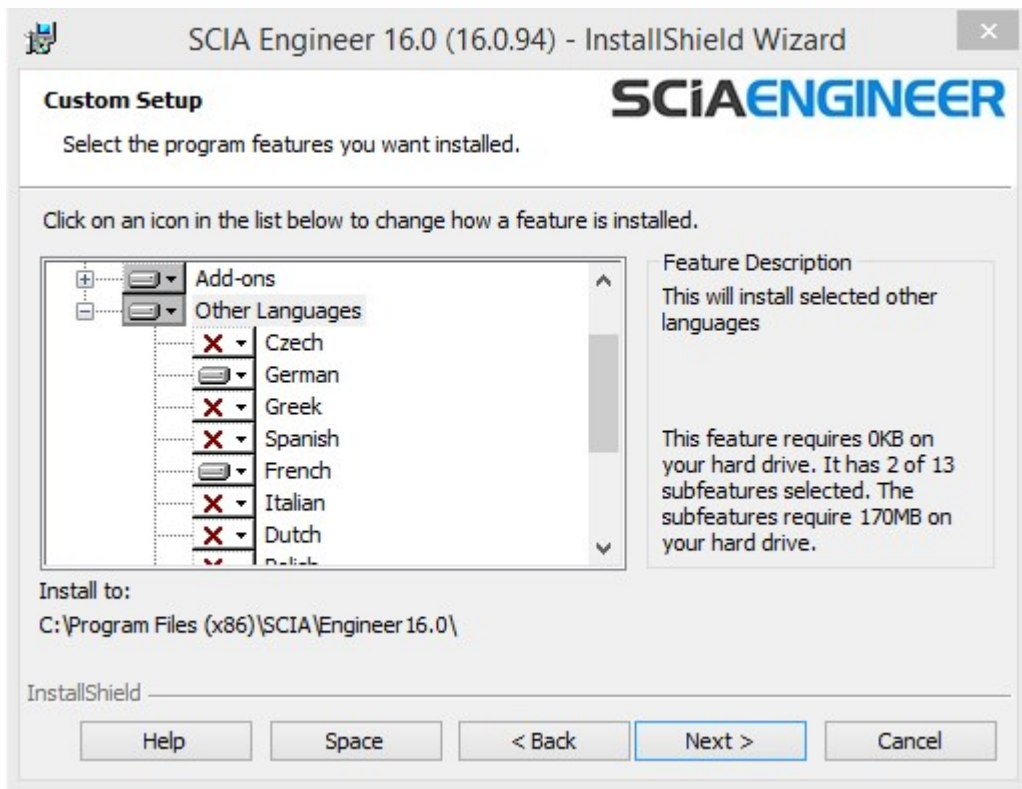 SCIA Engineer 16.0 (16.0.94) - InstallShield Wizard
Custom Setup
SCiAENGINEER
Select the program features you want installed.
Click on an icon in the list below to change how a feature is installed.
Add-ons
Other Languages
Czech
German
Greek
Spanish
French
Italian
Dutch
Feature Description
This will install selected other
languages
This feature requires 0KB on
your hard drive. It has 2 of 13
subfeatures selected. The
subfeatures require 170MB on
your hard drive.
Install to:
C:\Program Files (x86)\SCIA\Engineer16.0\
InstallShield
Help
Space
< Back
Next >
Cancel